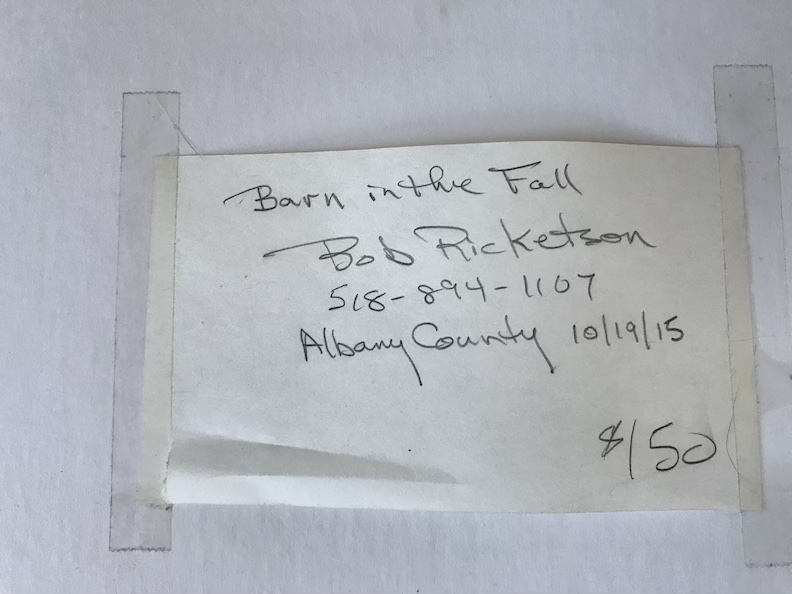 Barn in the Fall
Bob Ricketson
518-894-1107
Albany County 10/19/15
$150